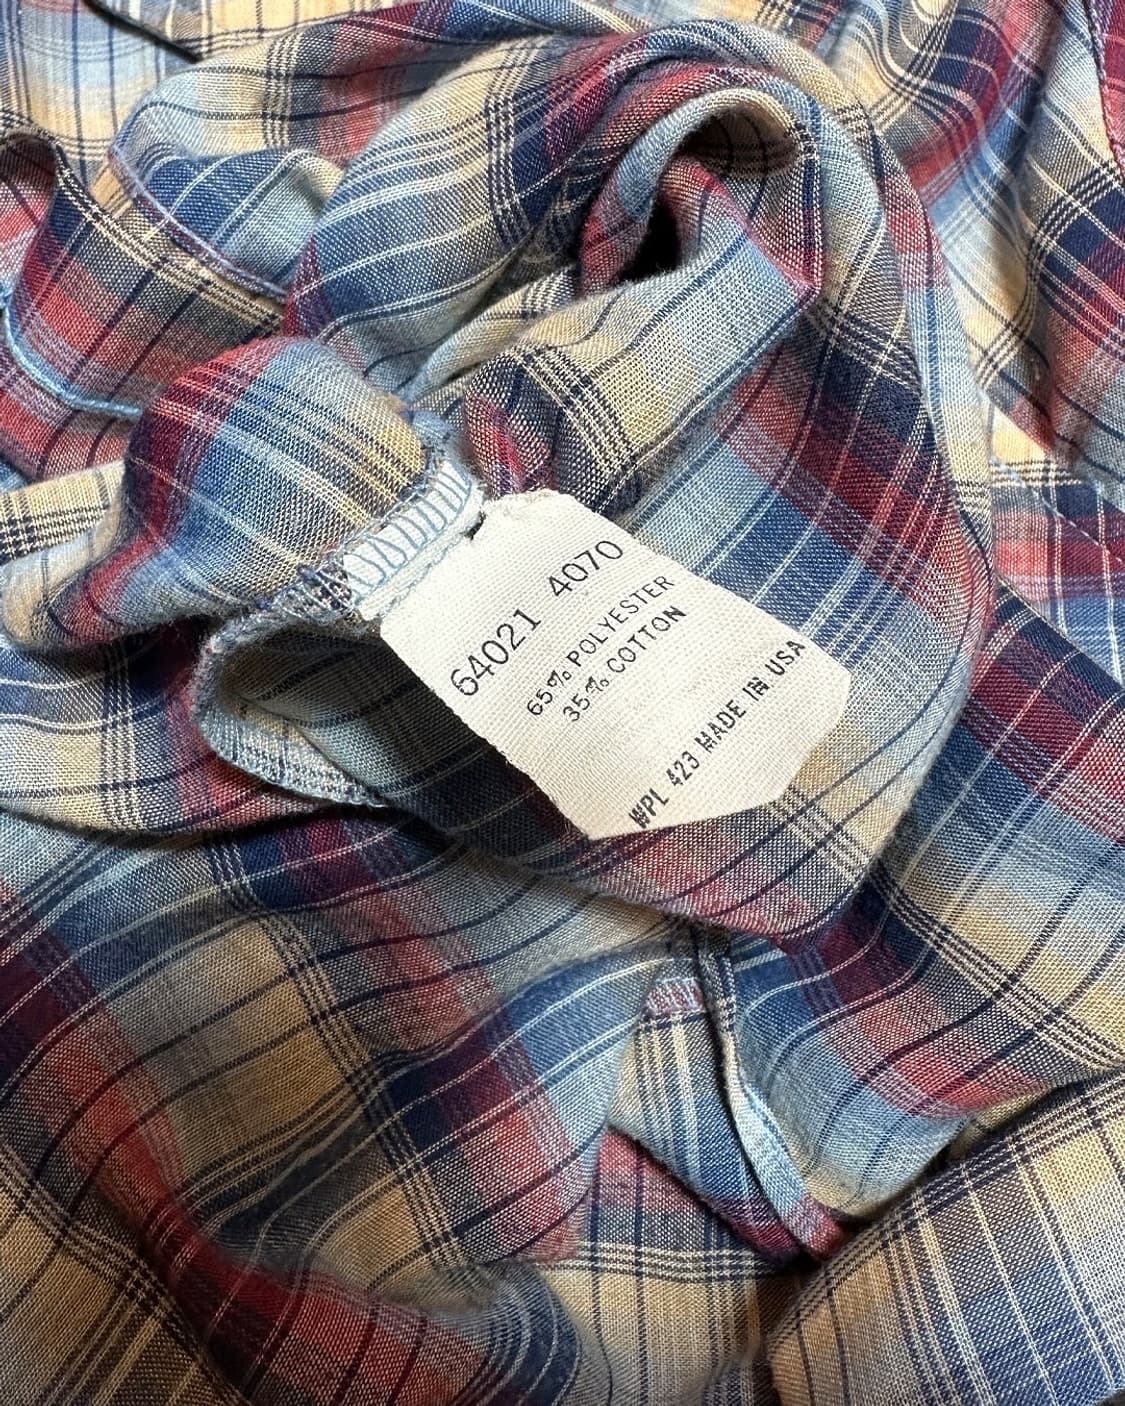 64021 4070
65% POLYESTER
35% COTTON
WPL 423 MADE IN USA